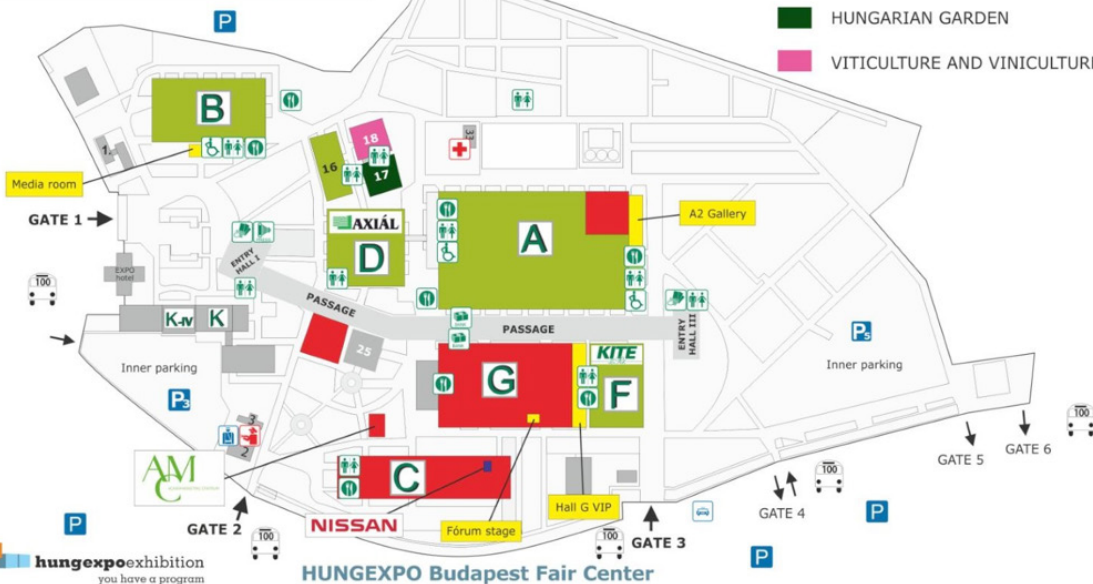 P
HUNGARIAN GARDEN
VITICULTURE AND VINICULTURE
B
18
16
17
31
1.
Media room
GATE 1
AXIÁL
A2 Gallery
A
D
ENTRY
HALL I
EXPO
hotel
100
PASSAGE
PASSAGE
ENTRY
HALL III
K-IV
K
25
KITE
G
F
Inner parking
P3
P5
Inner parking
3
2
AMC
C
NISSAN
Fórum stage
Hall G VIP
GATE 2
GATE 3
GATE 4
GATE 5
GATE 6
100
100
100
100
P
P
P
hungexpoexhibition
you have a program
HUNGEXPO Budapest Fair Center